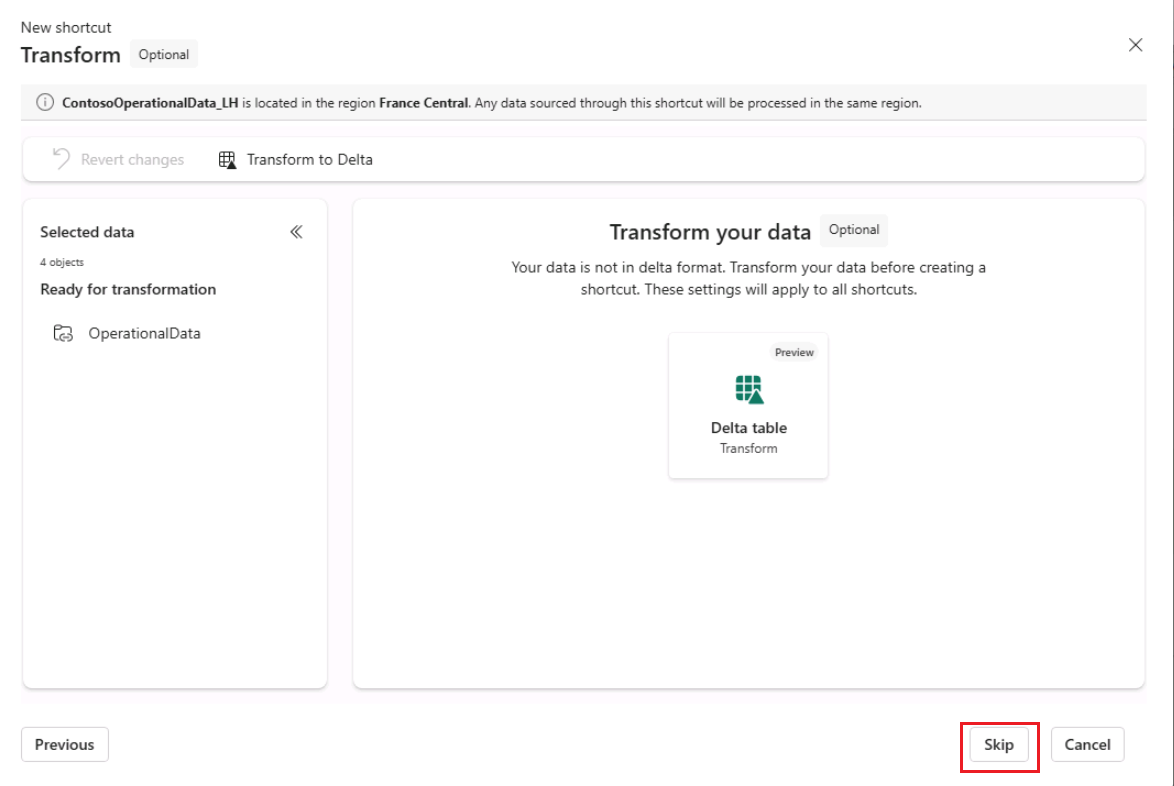 New shortcut
Transform Optional
ContosoOperationalData_LH is located in the region France Central. Any data sourced through this shortcut will be processed in the same region.
Revert changes Transform to Delta
Selected data
4 objects
Ready for transformation
OperationalData
Transform your data Optional
Your data is not in delta format. Transform your data before creating a
shortcut. These settings will apply to all shortcuts.
Preview
Delta table
Transform
Previous Skip Cancel